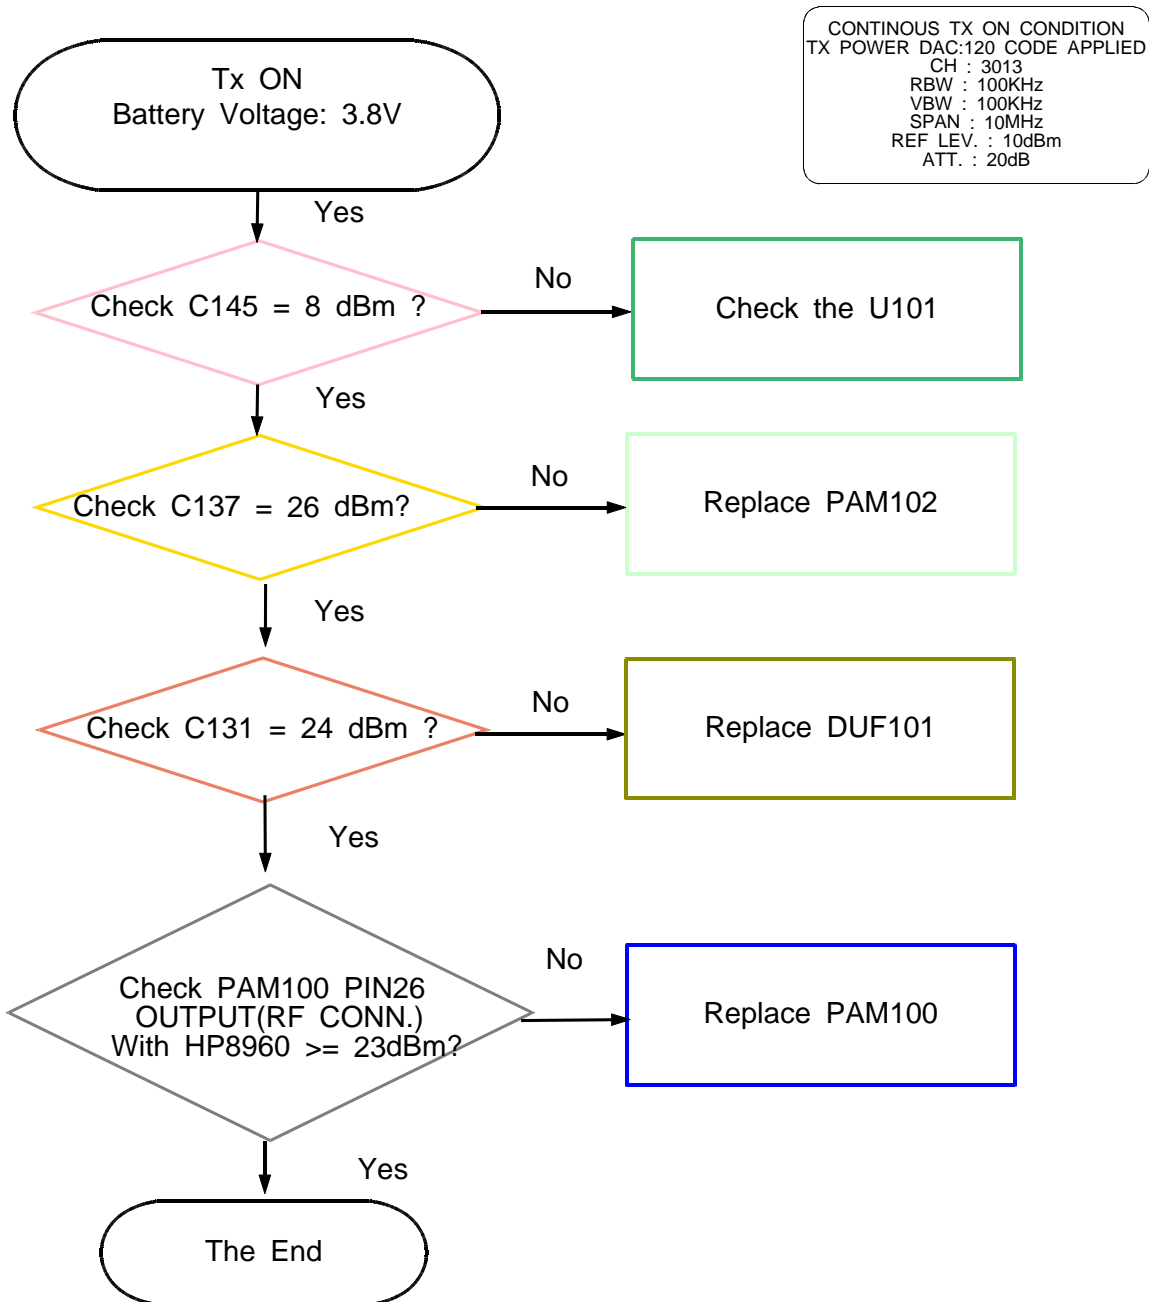 CONTINOUS TX ON CONDITION
TX POWER DAC:120 CODE APPLIED
CH : 3013
RBW : 100KHz
VBW : 100KHz
SPAN : 10MHz
REF LEV. : 10dBm
ATT. : 20dB
Tx ON
Battery Voltage: 3.8V
Yes
Check C145 = 8 dBm ?
No
Check the U101
Yes
Check C137 = 26 dBm?
No
Replace PAM102
Yes
Check C131 = 24 dBm ?
No
Replace DUF101
Yes
Check PAM100 PIN26
OUTPUT(RF CONN.)
With HP8960 >= 23dBm?
No
Replace PAM100
Yes
The End